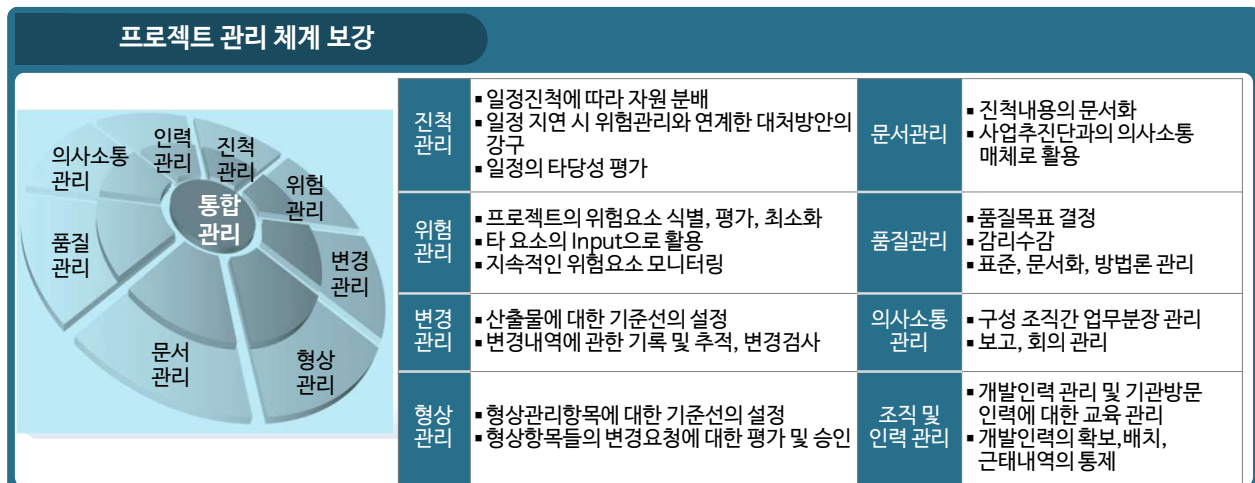 프로젝트 관리 체계 보강
인력
관리
진척
관리
의사소통
관리
위험
관리
통합
관리
품질
관리
변경
관리
문서
관리
형상
관리
진척
관리
▪일정진척에 따라 자원 분배
▪일정 지연 시 위험관리와 연계한 대처방안의
강구
▪일정의 타당성 평가
문서관리
▪진척내용의 문서화
▪사업추진단과의 의사소통
매체로 활용
위험
관리
▪프로젝트의 위험요소 식별, 평가, 최소화
▪타 요소의 Input으로 활용
▪지속적인 위험요소 모니터링
품질관리
▪품질목표 결정
▪감리수감
▪표준, 문서화, 방법론 관리
변경
관리
▪산출물에 대한 기준선의 설정
▪변경내역에 관한 기록 및 추적, 변경검사
의사소통
관리
▪구성 조직간 업무분장 관리
▪보고, 회의 관리
형상
관리
▪형상관리항목에 대한 기준선의 설정
▪형상항목들의 변경요청에 대한 평가 및 승인
조직 및
인력 관리
▪개발인력 관리 및 기관방문
인력에 대한 교육 관리
▪개발인력의 확보,배치,
근태내역의 통제